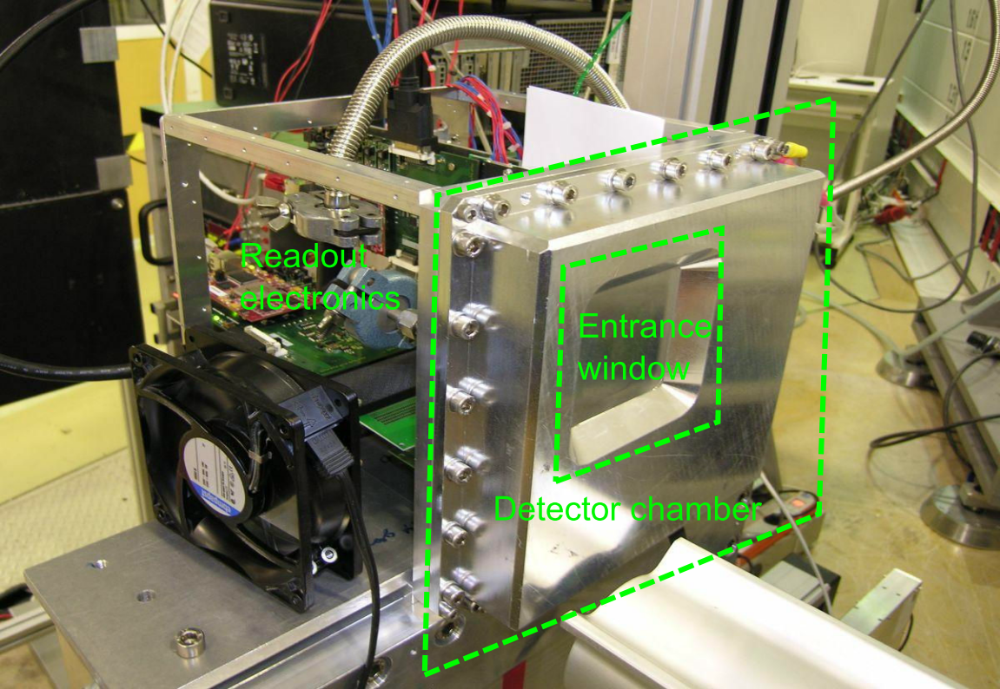 Readout
electronics
Entrance
window
Detector chamber